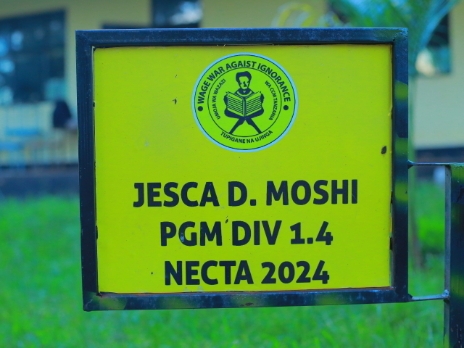 WAGE WAR AGAIST IGNORANCE
TUPIGANE NA UJINGA
JESCA D. MOSHI
PGM DIV 1.4
NECTA 2024